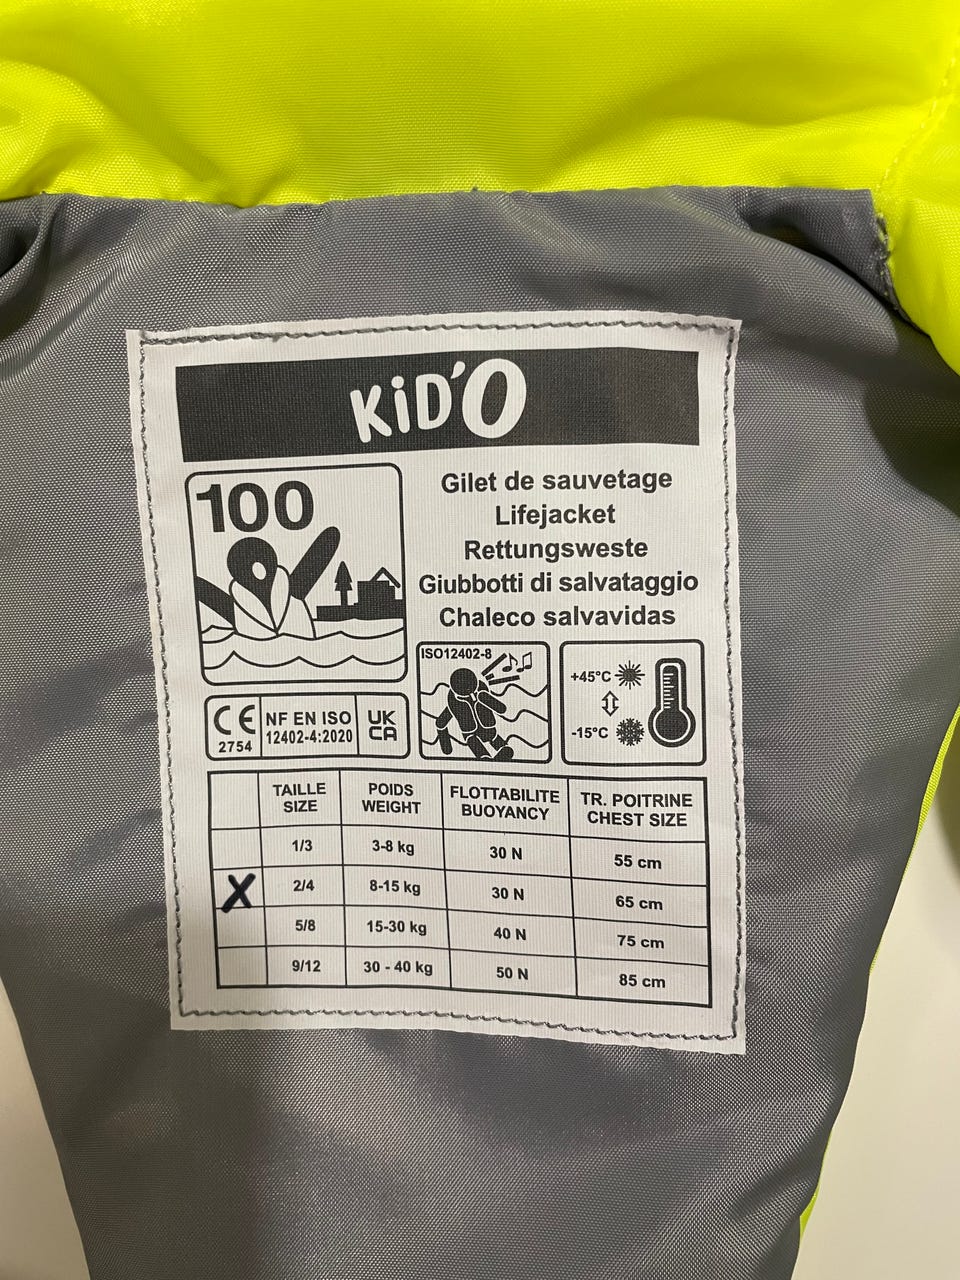 KiD'O
100
Gilet de sauvetage
Lifejacket
Rettungsweste
Giubbotti di salvataggio
Chaleco salvavidas
ISO12402-8
+45°C
-15°C
CE
2754
NF EN ISO
12402-4:2020
UK
CA
TAILLE SIZE POIDS WEIGHT FLOTTABILITE BUOYANCY TR. POITRINE CHEST SIZE
1/3 3-8 kg 30 N 55 cm
X 2/4 8-15 kg 30 N 65 cm
5/8 15-30 kg 40 N 75 cm
9/12 30 - 40 kg 50 N 85 cm